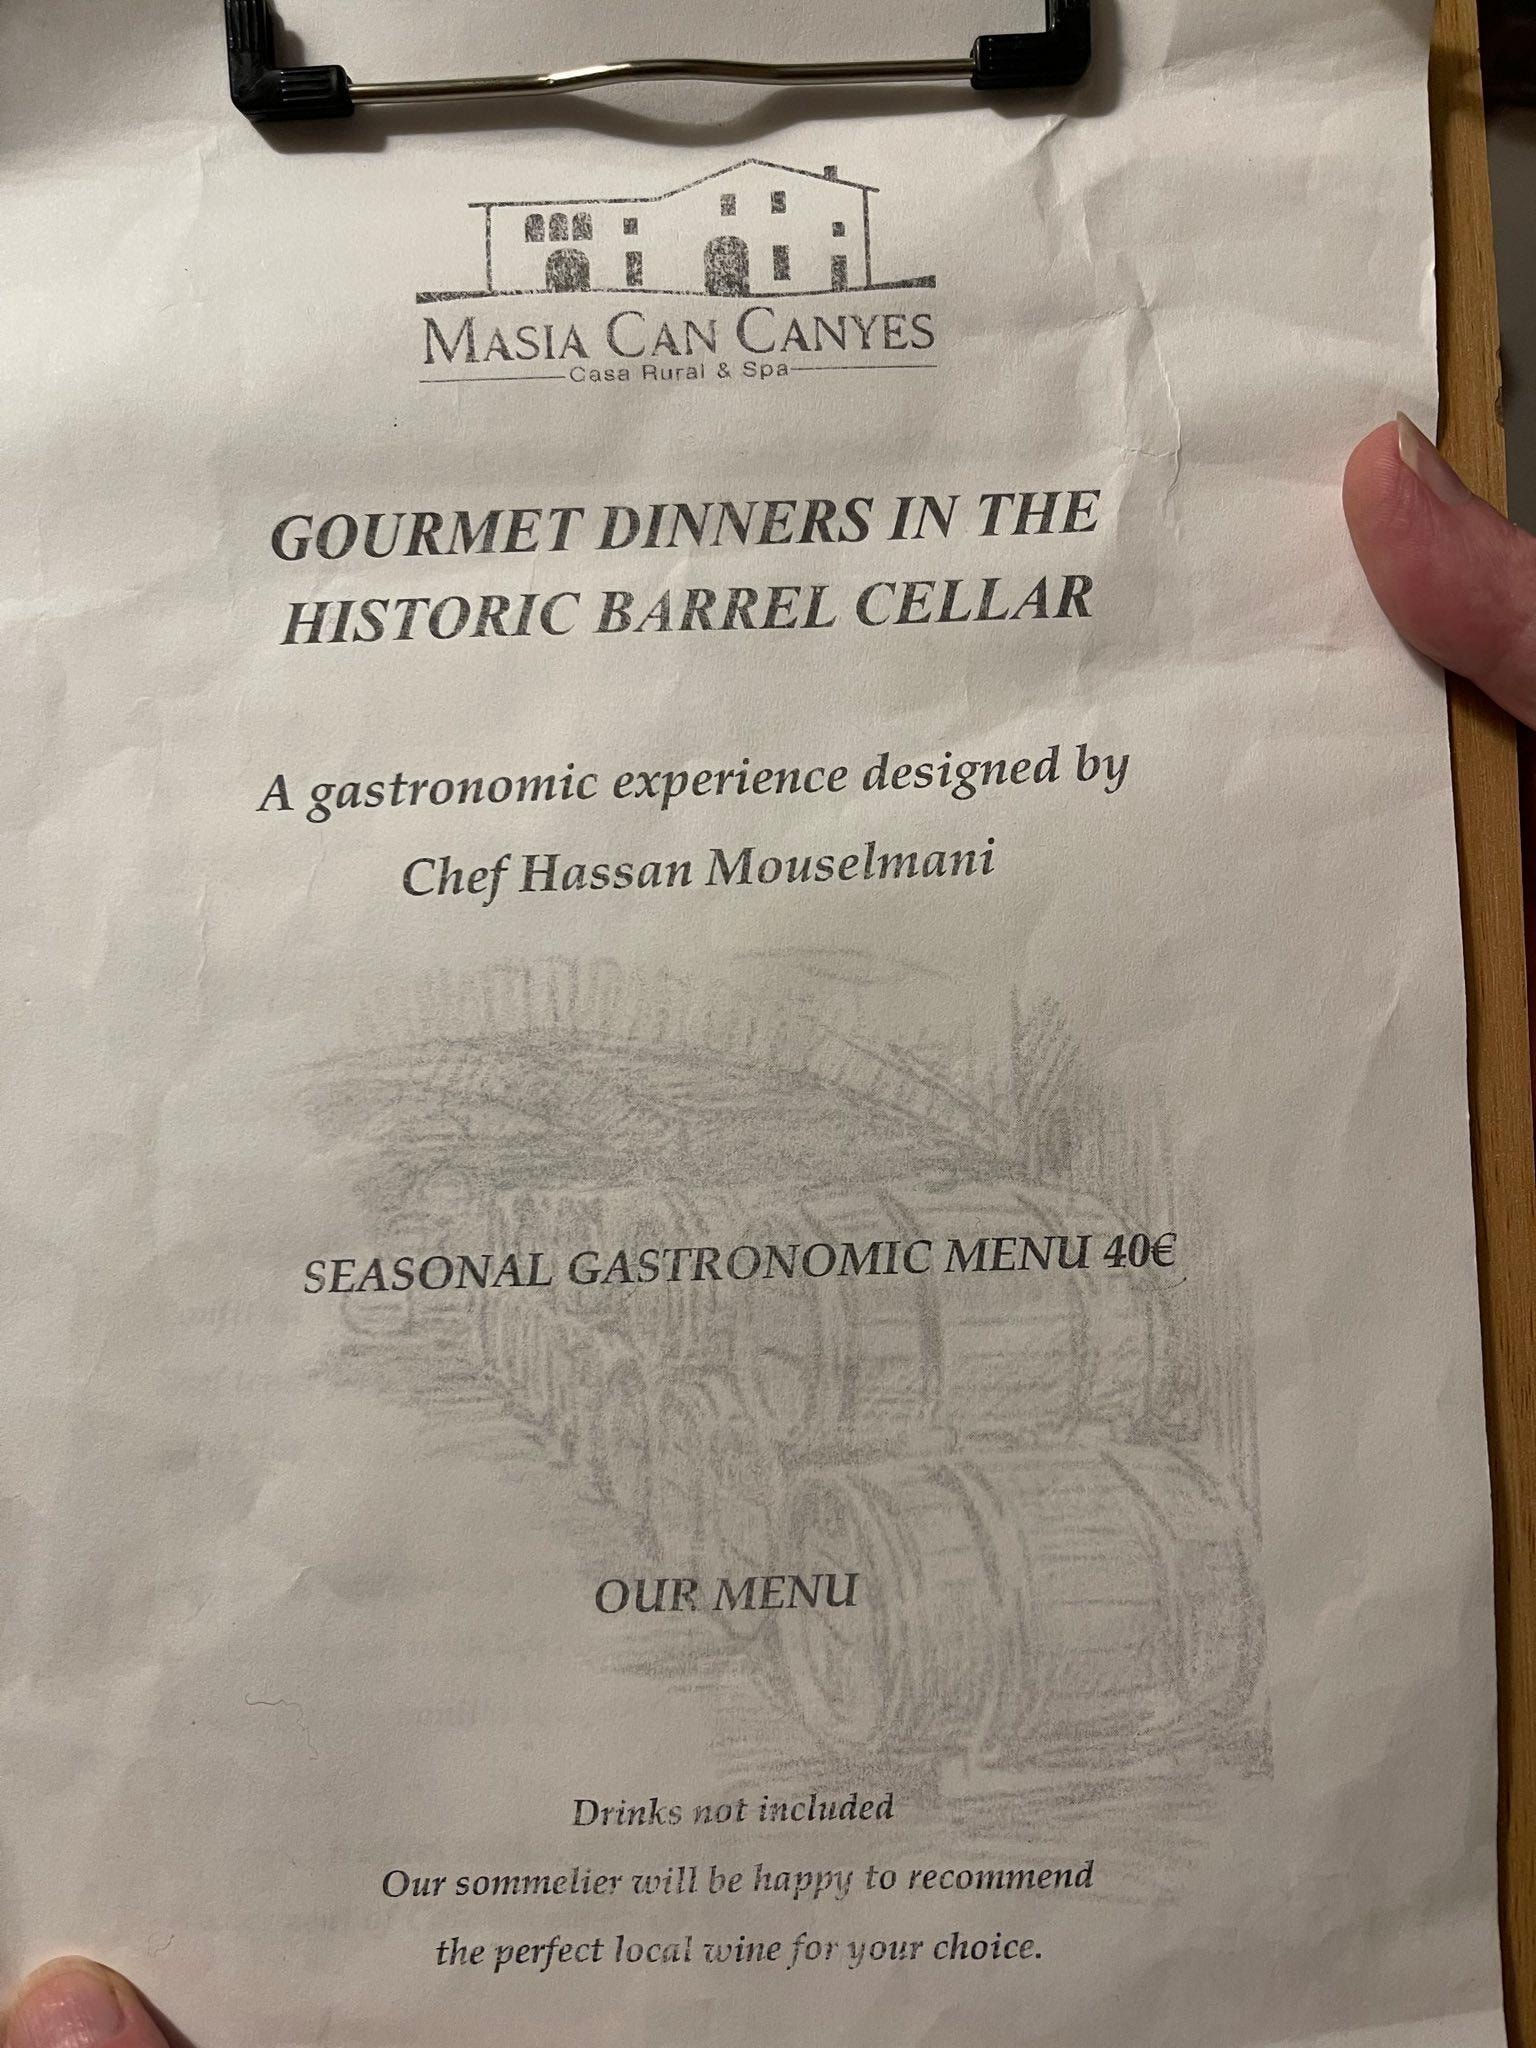 MASIA CAN CANYES
Casa Rural & Spa
GOURMET DINNERS IN THE
HISTORIC BARREL CELLAR
A gastronomic experience designed by
Chef Hassan Mouselmani
SEASONAL GASTRONOMIC MENU 40€
OUR MENU
Drinks not included
Our sommelier will be happy to recommend
the perfect local wine for your choice.